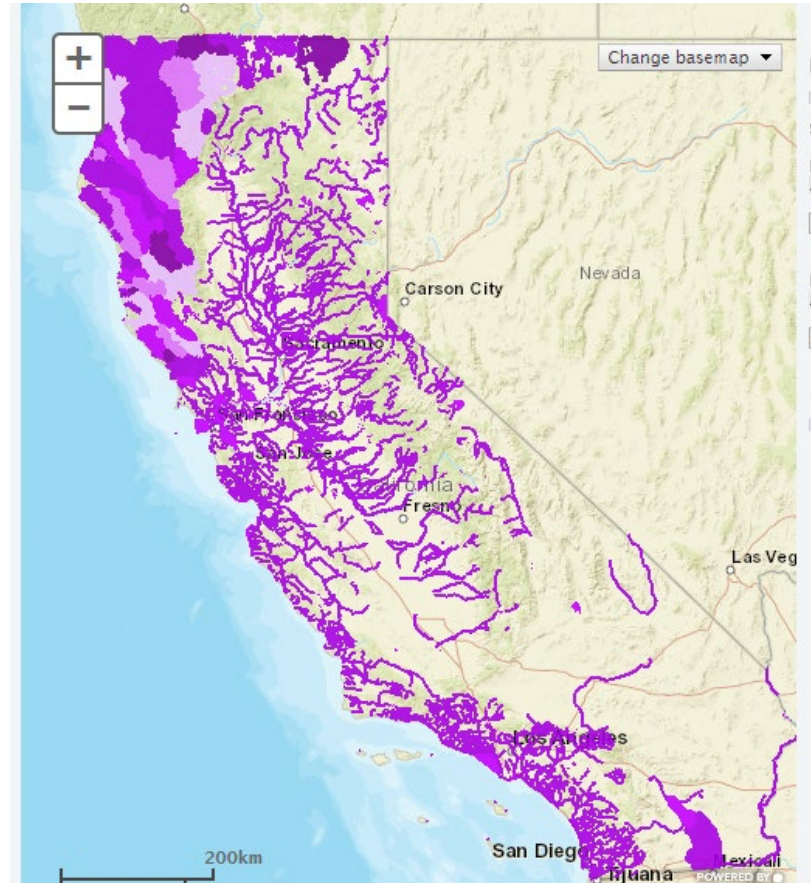 +
Change basemap
−
Nevada
Carson City
Sacramento
San Francisco
San Jose
California
Fresno
Las Veg
Los Angeles
200km
San Diego
Mexicali
Tijuana
POWERED BY